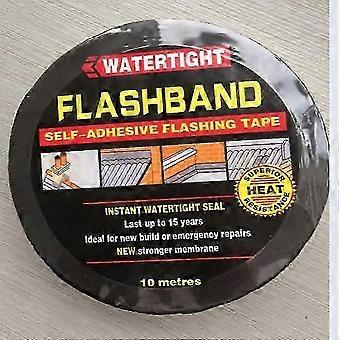 WATERTIGHT
FLASHBAND
SELF-ADHESIVE FLASHING TAPE
SUPERIOR
HEAT
RESISTANCE
INSTANT WATERTIGHT SEAL
Last up to 15 years
Ideal for new build or emergency repairs
NEW stronger membrane
10 metres